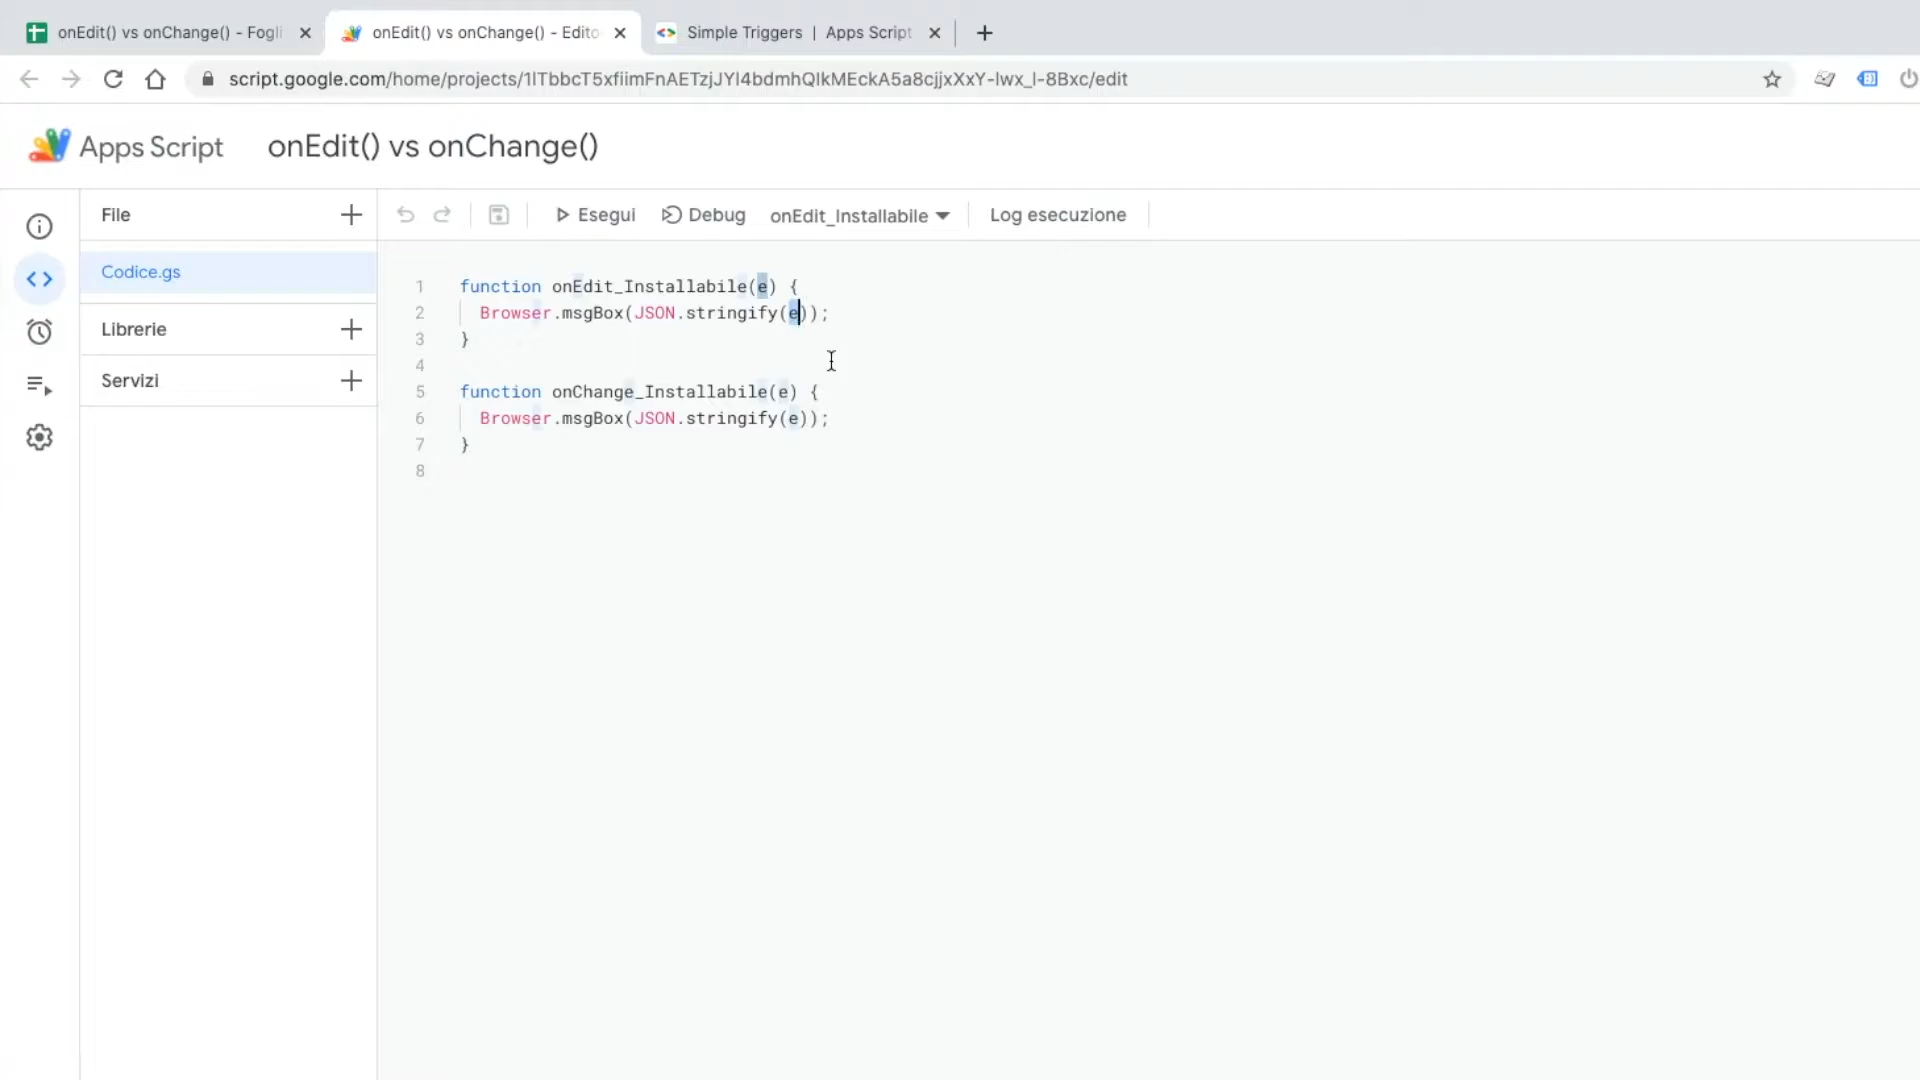 onEdit() vs onChange() - Fogli
onEdit() vs onChange() - Edito
Simple Triggers | Apps Script
script.google.com/home/projects/1ITbbcT5xfiimFnAETzjJYI4bdmhQIkMEckA5a8cjjxXxY-Iwx_I-8Bxc/edit
Apps Script
onEdit() vs onChange()
File
Esegui
Debug
onEdit_Installabile
Log esecuzione
Codice.gs
Librerie
Servizi
1 function onEdit_Installabile(e) {
2 Browser.msgBox(JSON.stringify(e));
3 }
4
5 function onChange_Installabile(e) {
6 Browser.msgBox(JSON.stringify(e));
7 }
8